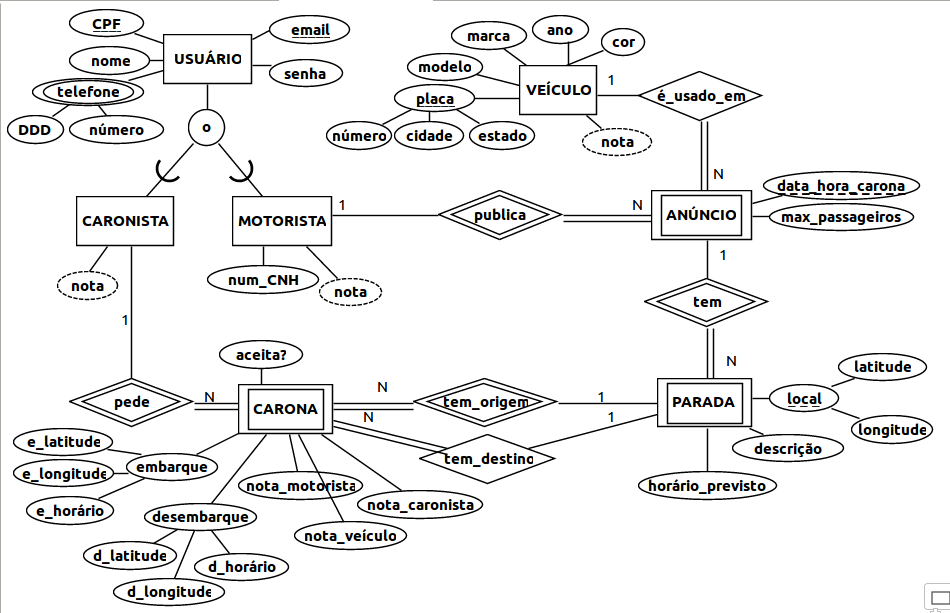 CPF
email
USUÁRIO
nome
senha
telefone
DDD
número
o
marca
ano
cor
modelo
VEÍCULO
1
é_usado_em
placa
número
cidade
estado
nota
N
CARONISTA
MOTORISTA
1
publica
N
ANÚNCIO
data_hora_carona
max_passageiros
nota
num_CNH
nota
1
tem
1
aceita?
N
pede
N
CARONA
N
tem_origem
1
PARADA
latitude
local
longitude
N
tem_destino
1
descrição
horário_previsto
e_latitude
e_longitude
embarque
e_horário
nota_motorista
nota_caronista
desembarque
nota_veículo
d_latitude
d_horário
d_longitude